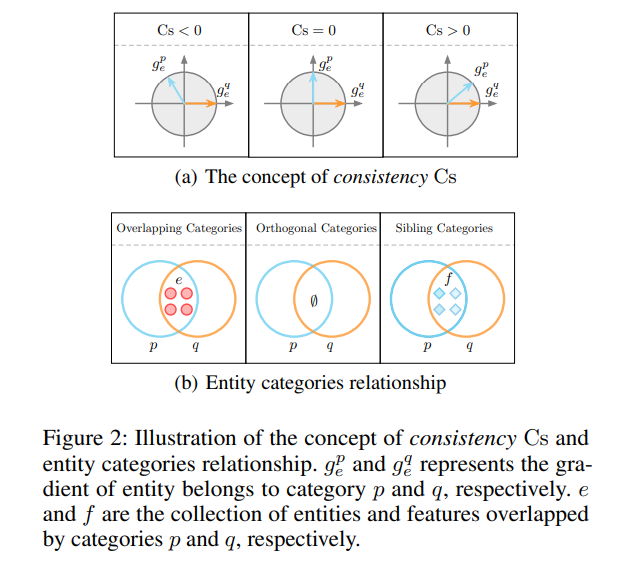 Cs < 0 Cs = 0 Cs > 0
g_e^p g_e^q g_e^p g_e^q g_e^p g_e^q
(a) The concept of consistency Cs
Overlapping Categories Orthogonal Categories Sibling Categories
e ∅ f
p q p q p q
(b) Entity categories relationship
Figure 2: Illustration of the concept of consistency Cs and
entity categories relationship. g_e^p and g_e^q represents the gra-
dient of entity belongs to category p and q, respectively. e
and f are the collection of entities and features overlapped
by categories p and q, respectively.